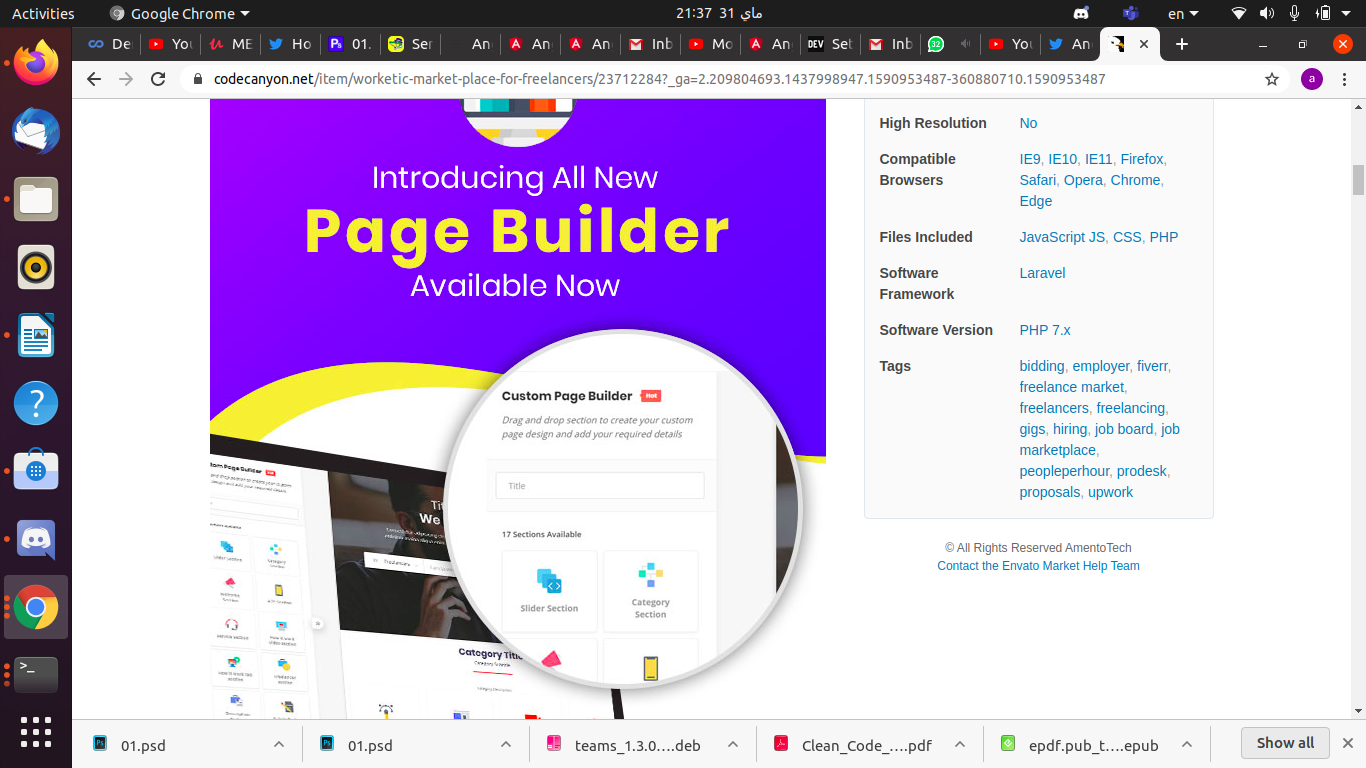 Activities
Google Chrome
21:37 31 ماي
en
De
You
ME
Ho
01.
Ser
An
An
An
Inb
Mo
An
DEV
Set
Inb
32
You
An
codecanyon.net/item/worketic-market-place-for-freelancers/23712284?_ga=2.209804693.1437998947.1590953487-360880710.1590953487
a
Introducing All New
Page Builder
Available Now
Custom Page Builder Hot
Drag and drop section to create your custom
page design and add your required details
Title
17 Sections Available
Slider Section
Category
Section
Category Title
High Resolution No
Compatible
Browsers
IE9, IE10, IE11, Firefox,
Safari, Opera, Chrome,
Edge
Files Included JavaScript JS, CSS, PHP
Software
Framework
Laravel
Software Version PHP 7.x
Tags
bidding, employer, fiverr,
freelance market,
freelancers, freelancing,
gigs, hiring, job board, job
marketplace,
peopleperhour, prodesk,
proposals, upwork
© All Rights Reserved AmentoTech
Contact the Envato Market Help Team
01.psd
01.psd
teams_1.3.0....deb
Clean_Code_....pdf
epdf.pub_t....epub
Show all